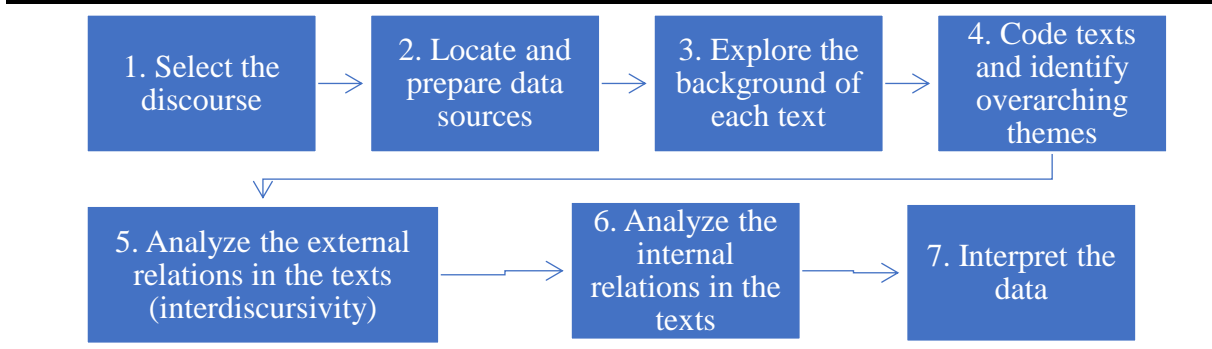 1. Select the
discourse
2. Locate and
prepare data
sources
3. Explore the
background of
each text
4. Code texts
and identify
overarching
themes
5. Analyze the external
relations in the texts
(interdiscursivity)
6. Analyze the
internal
relations in the
texts
7. Interpret the
data